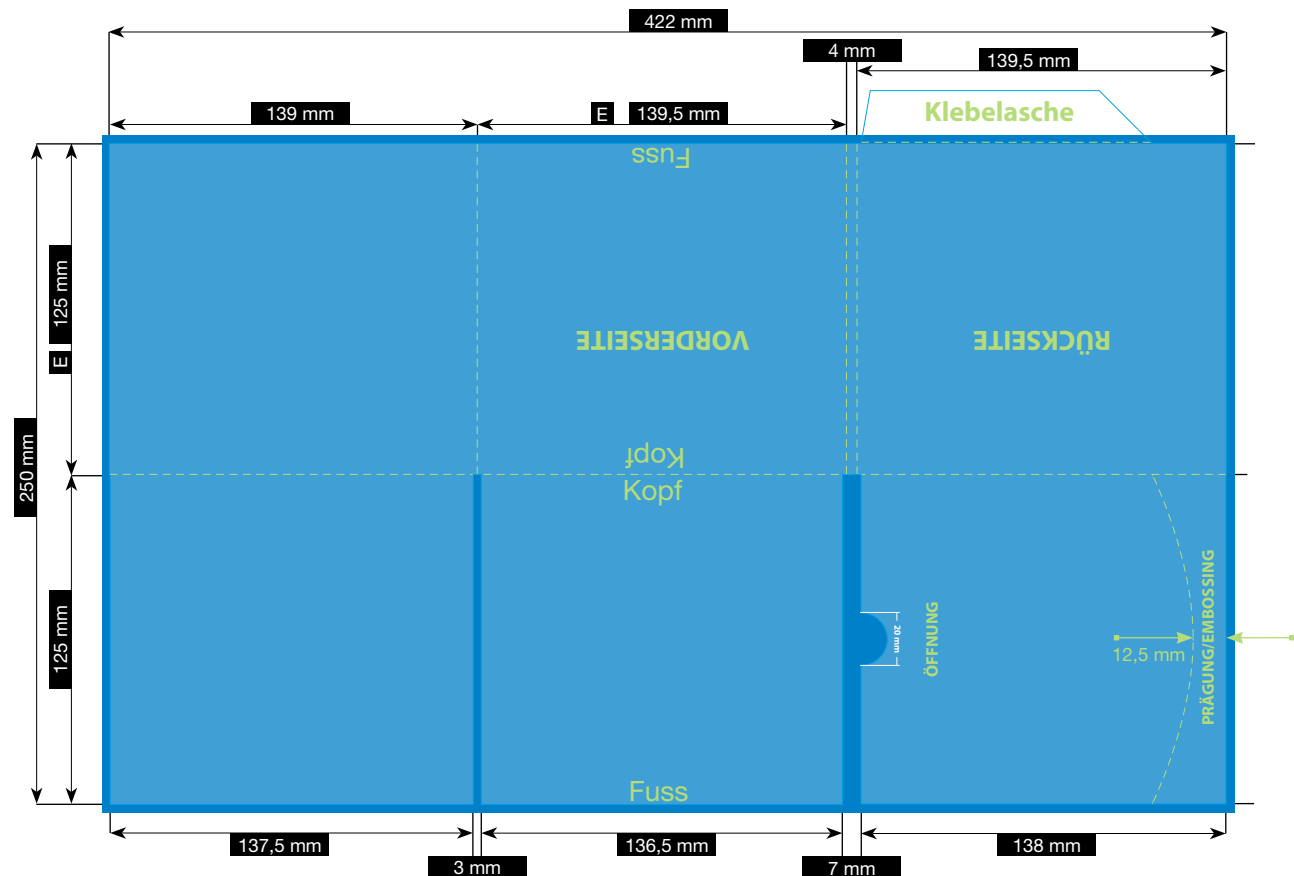 422 mm
4 mm
139,5 mm
139 mm
E 139,5 mm
Klebelasche
Fuss
125 mm
E
250 mm
VORDERSEITE
RÜCKSEITE
Kopf
Kopf
125 mm
20 mm
ÖFFNUNG
12,5 mm
PRÄGUNG/EMBOSSING
Fuss
137,5 mm
3 mm
136,5 mm
7 mm
138 mm